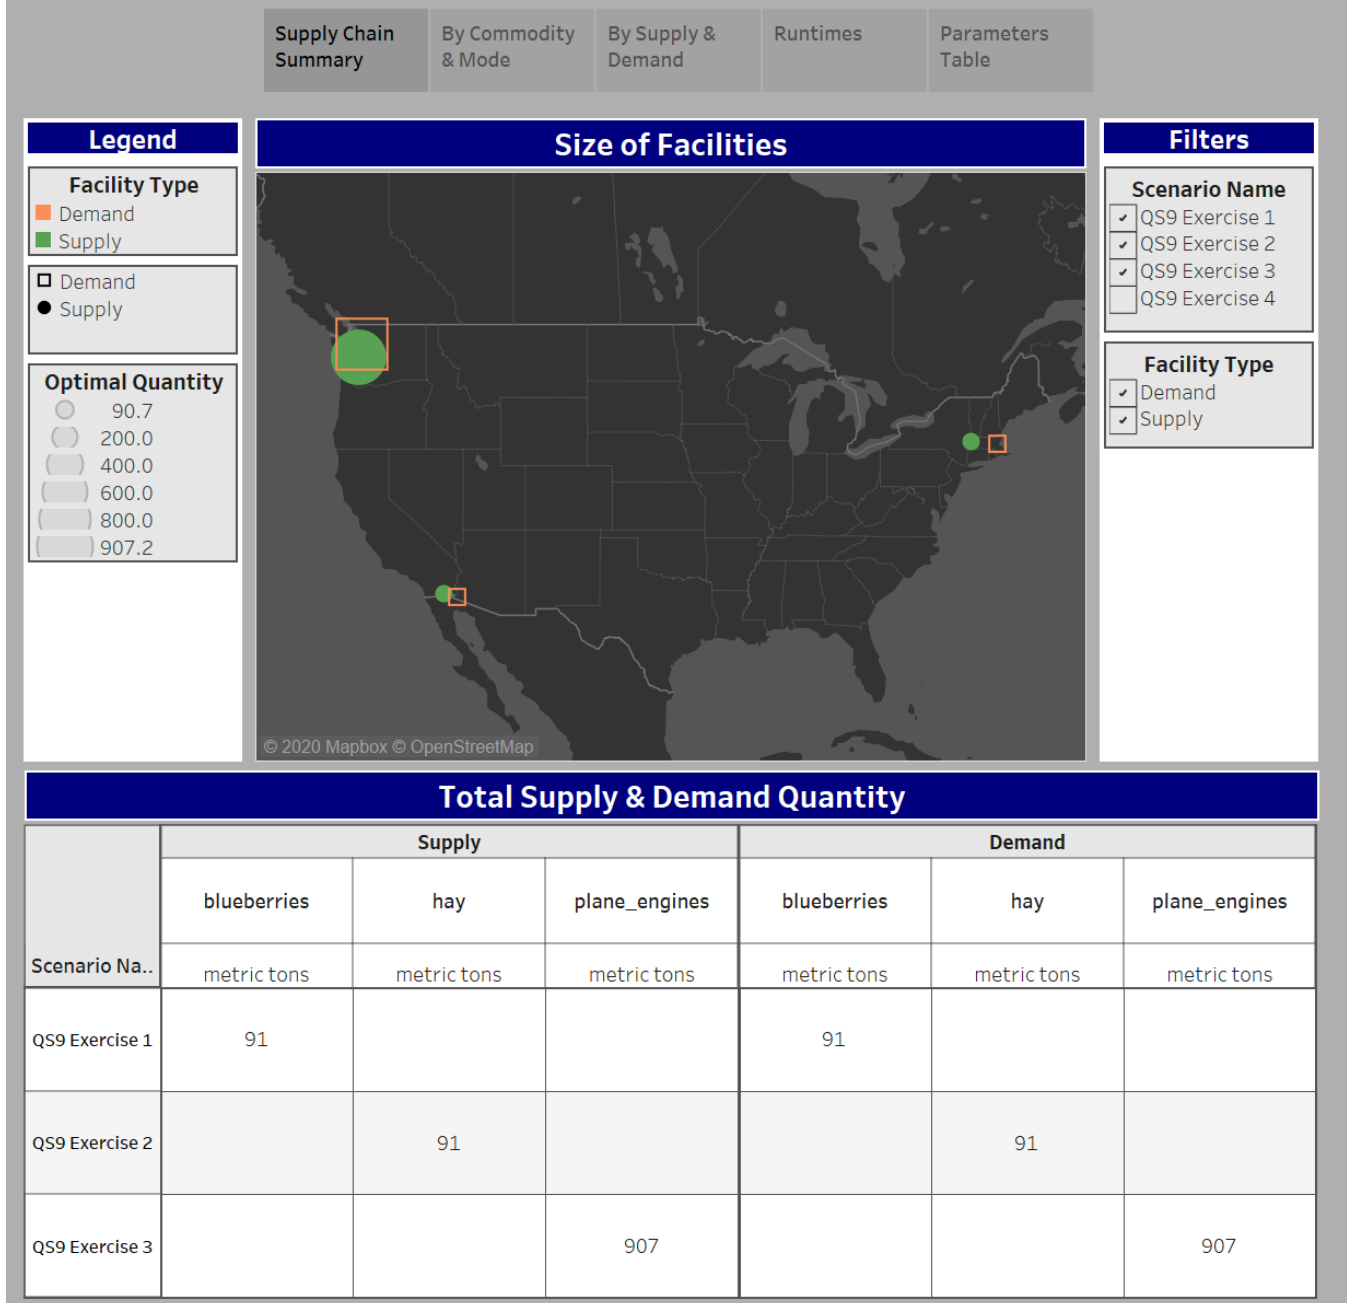 Supply Chain
Summary
By Commodity
& Mode
By Supply &
Demand
Runtimes
Parameters
Table
Legend
Facility Type
Demand
Supply
Demand
Supply
Optimal Quantity
90.7
200.0
400.0
600.0
800.0
907.2
Size of Facilities
© 2020 Mapbox © OpenStreetMap
Filters
Scenario Name
QS9 Exercise 1
QS9 Exercise 2
QS9 Exercise 3
QS9 Exercise 4
Facility Type
Demand
Supply
Total Supply & Demand Quantity
Supply Demand
blueberries hay plane_engines blueberries hay plane_engines
Scenario Na.. metric tons metric tons metric tons metric tons metric tons metric tons
QS9 Exercise 1 91 91
QS9 Exercise 2 91 91
QS9 Exercise 3 907 907